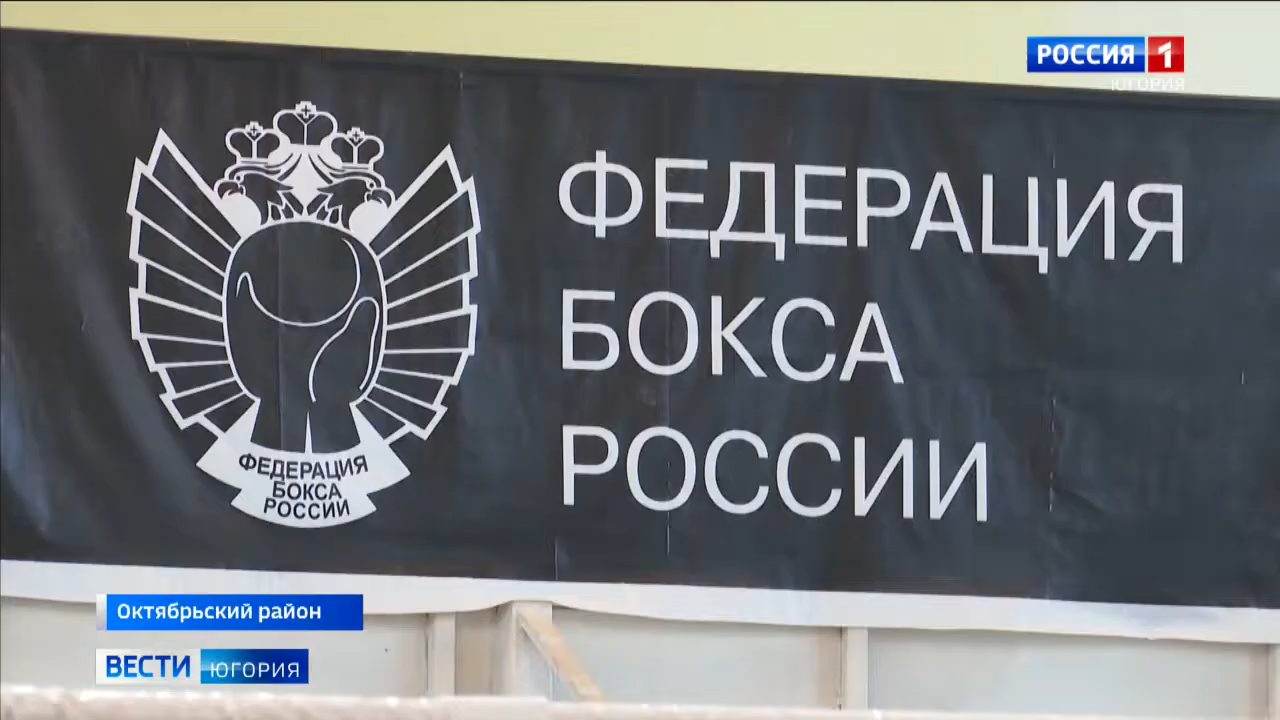 РОССИЯ 1
ЮГОРИЯ
ФЕДЕРАЦИЯ
БОКСА
РОССИИ
ФЕДЕРАЦИЯ
БОКСА
РОССИИ
Октябрьский район
ВЕСТИ ЮГОРИЯ